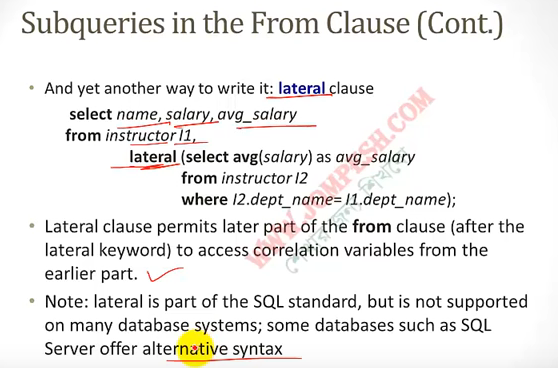 Subqueries in the From Clause (Cont.)
• And yet another way to write it: lateral clause
select name, salary, avg_salary
from instructor I1,
lateral (select avg(salary) as avg_salary
from instructor I2
where I2.dept_name= I1.dept_name);
• Lateral clause permits later part of the from clause (after the
lateral keyword) to access correlation variables from the
earlier part.
• Note: lateral is part of the SQL standard, but is not supported
on many database systems; some databases such as SQL
Server offer alternative syntax